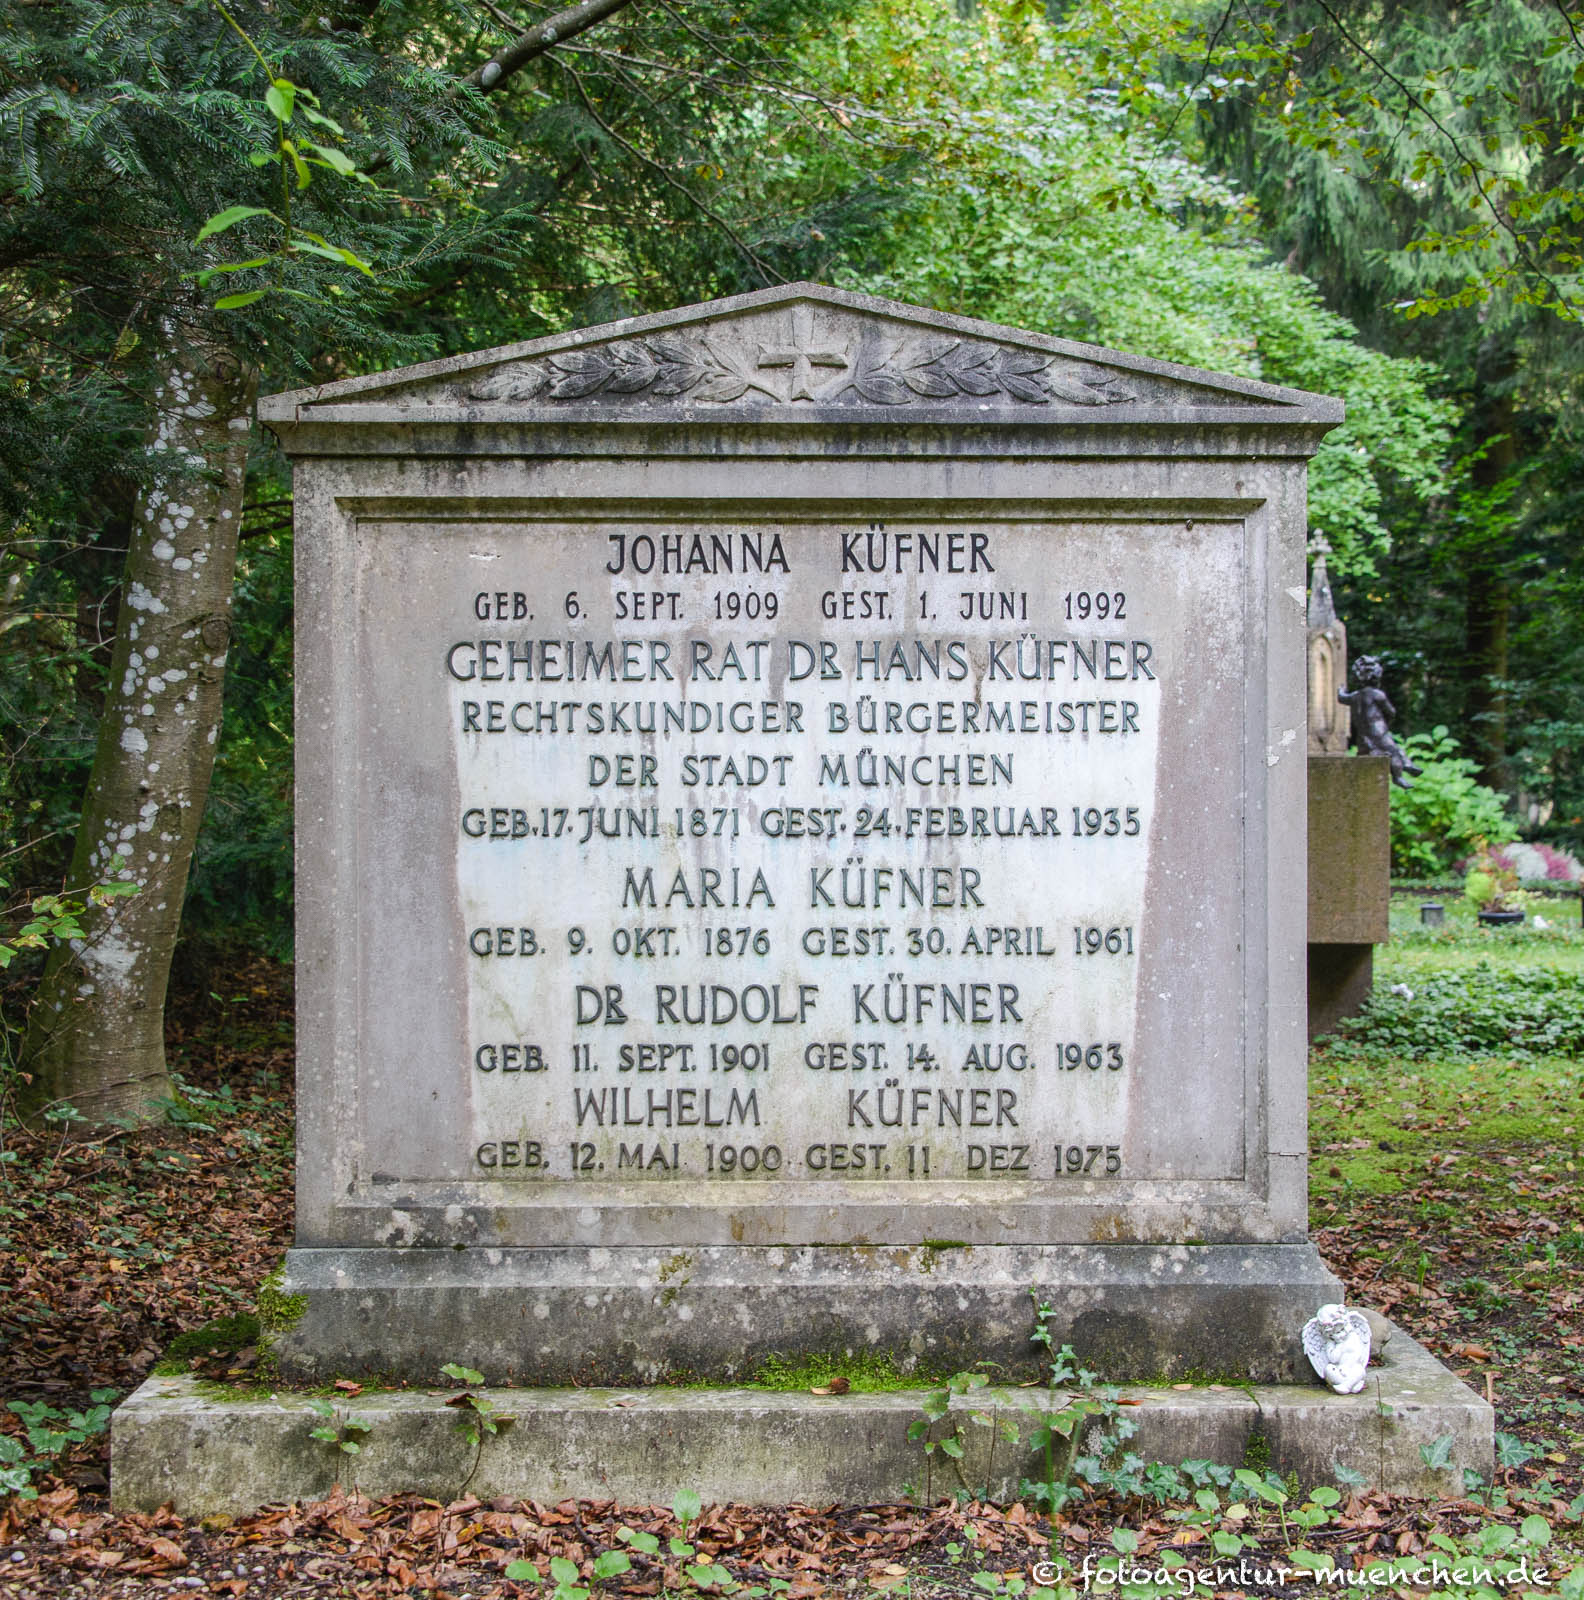 JOHANNA KÜFNER
GEB. 6. SEPT. 1909 GEST. 1. JUNI 1992
GEHEIMER RAT DR HANS KÜFNER
RECHTSKUNDIGER BÜRGERMEISTER
DER STADT MÜNCHEN
GEB. 17. JUNI 1871 GEST. 24. FEBRUAR 1935
MARIA KÜFNER
GEB. 9. OKT. 1876 GEST. 30. APRIL 1961
DR RUDOLF KÜFNER
GEB. 11. SEPT. 1901 GEST. 14. AUG. 1963
WILHELM KÜFNER
GEB. 12. MAI 1900 GEST. 11 DEZ 1975
© fotoagentur-muenchen.de